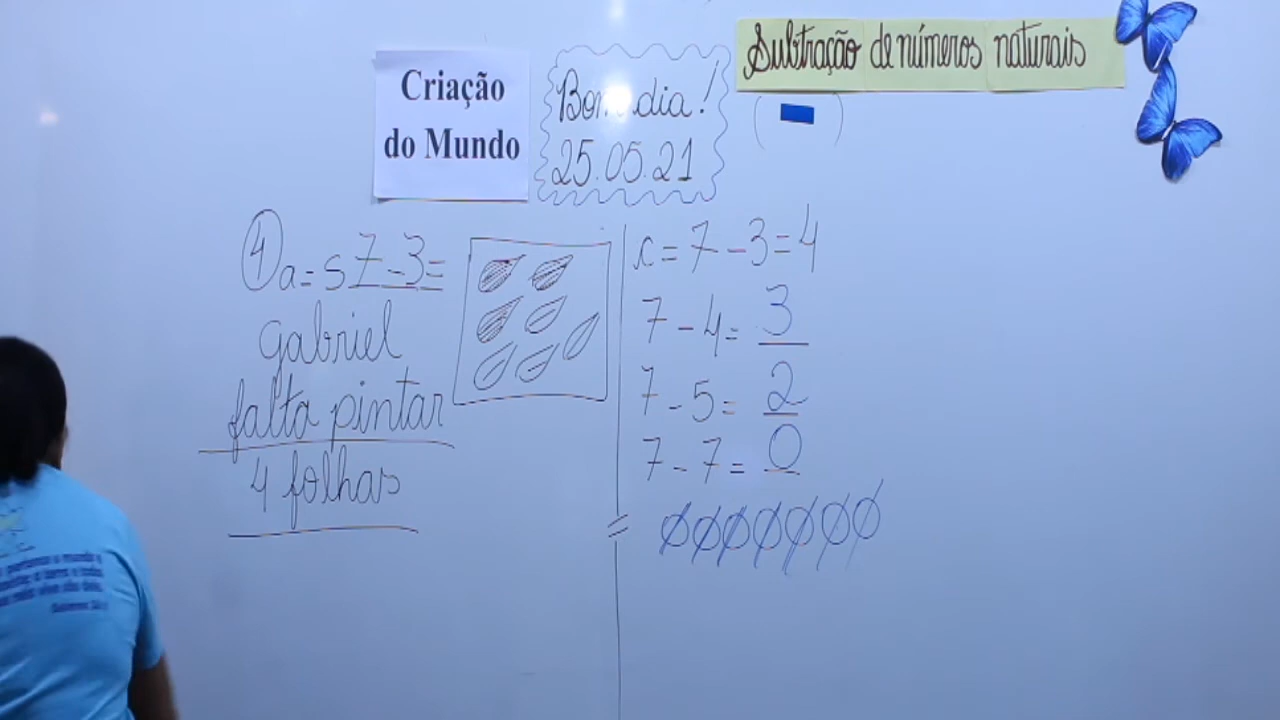 Criação
do Mundo
Bom dia!
25.05.21
Subtração de números naturais
(-)
4 a = s 7 - 3 =
Gabriel
falta pintar
4 folhas
c = 7 - 3 = 4
7 - 4 = 3
7 - 5 = 2
7 - 7 = 0